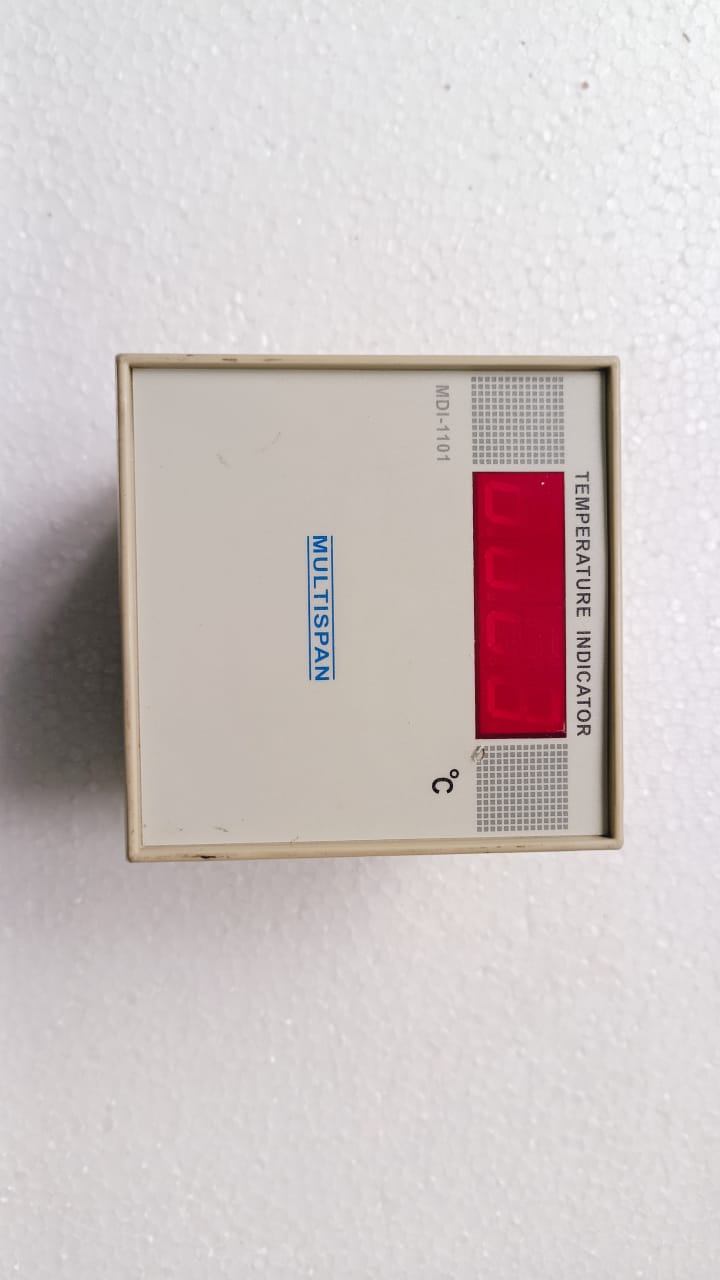 TEMPERATURE INDICATOR
MDI-1101
°C
MULTISPAN